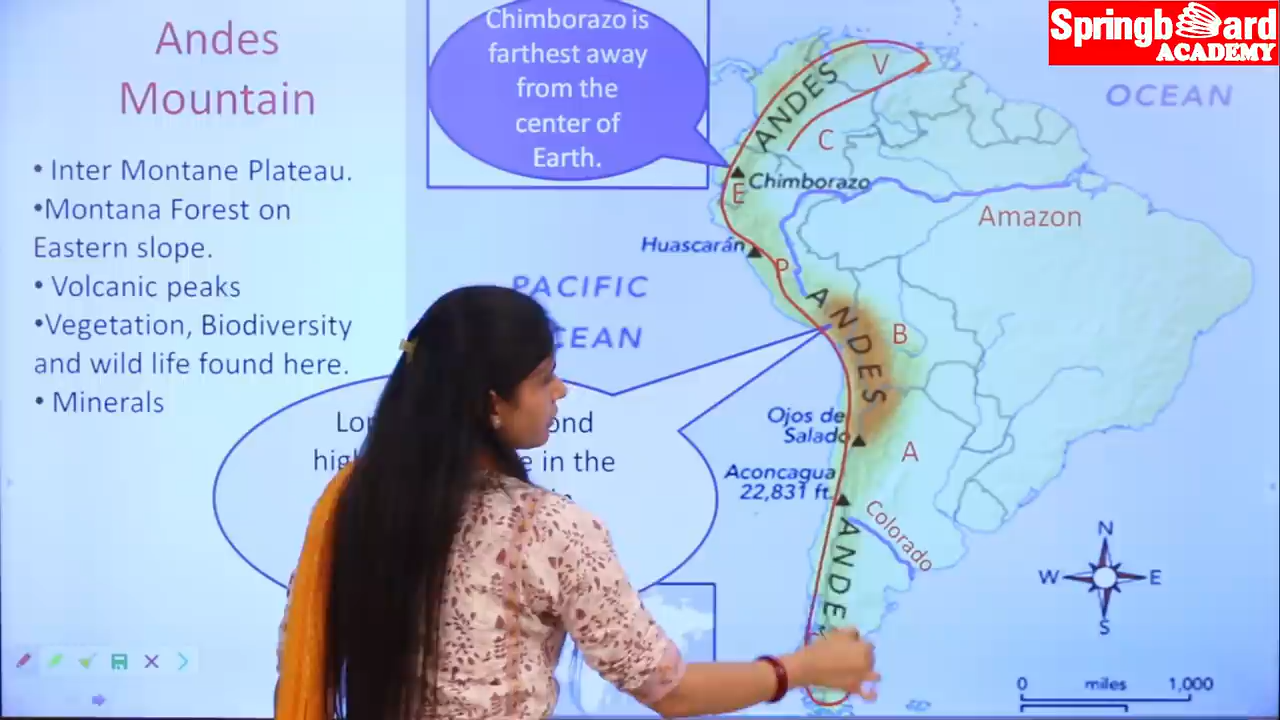 Andes
Mountain
• Inter Montane Plateau.
•Montana Forest on
Eastern slope.
• Volcanic peaks
•Vegetation, Biodiversity
and wild life found here.
• Minerals
Chimborazo is
farthest away
from the
center of
Earth.
in the
Springboard
ACADEMY
OCEAN
ANDES
V
C
Chimborazo
E
Amazon
Huascarán
P
PACIFIC
ANDES
B
Ojos de
Salado
A
Aconcagua
22,831 ft.
Colorado
ANDE
N
W
E
S
0 miles 1,000